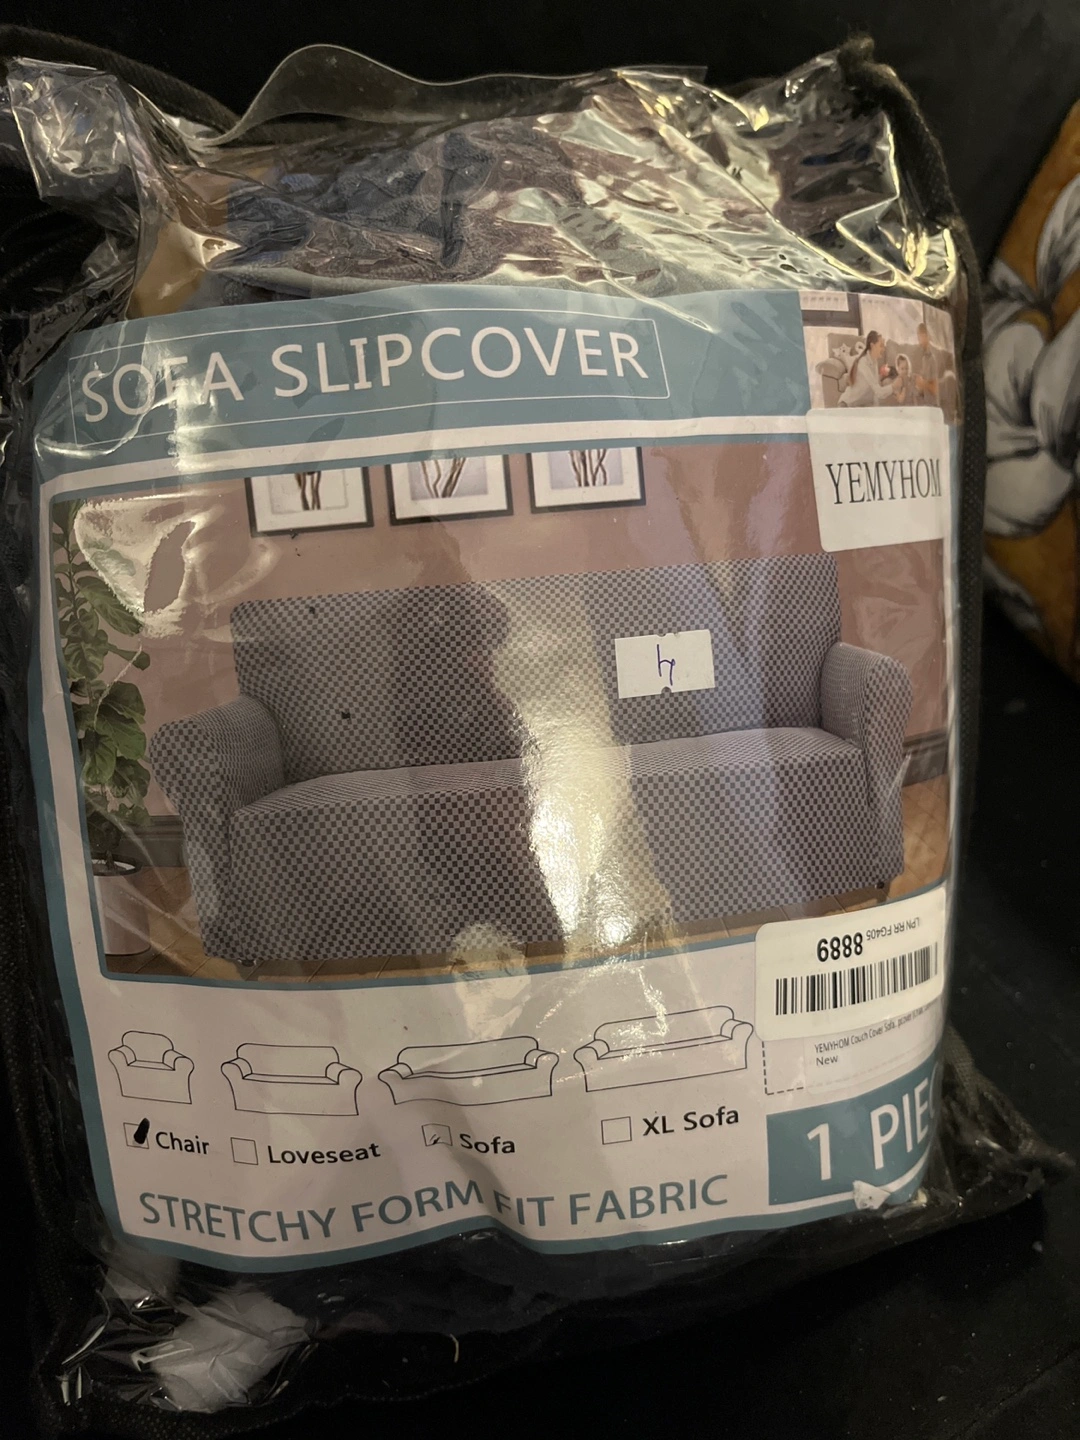 SOFA SLIPCOVER
YEMYHOM
4
LPN RR FG405
8889
YEMYHOM Couch Cover Sofa,
New
Chair
Loveseat
Sofa
XL Sofa
1 PIE
STRETCHY FORM FIT FABRIC